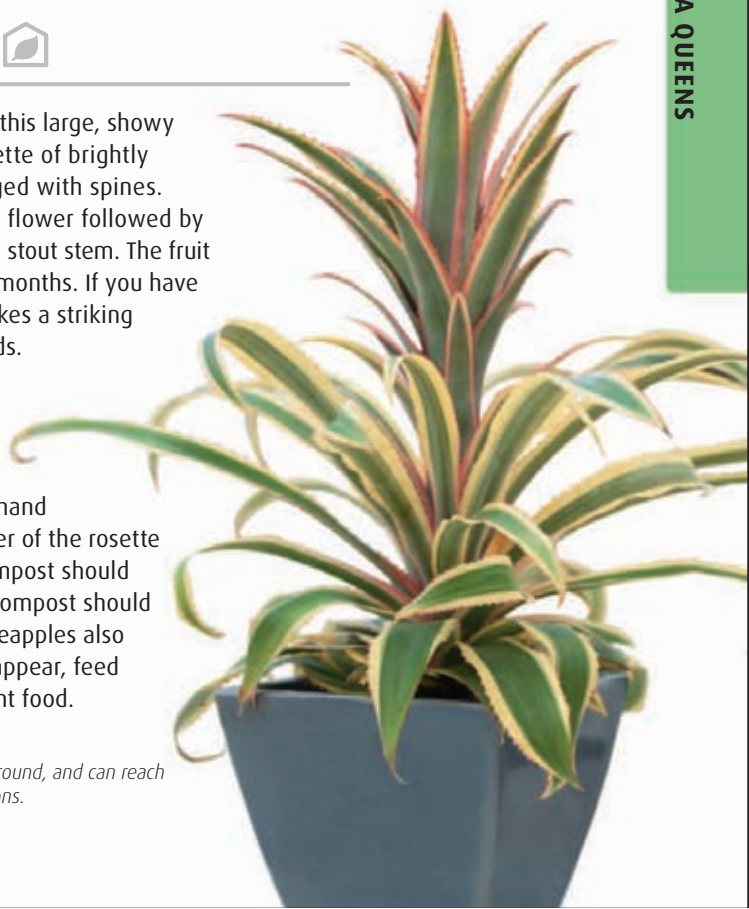 A QUEENS
this large, showy
ette of brightly
ged with spines.
flower followed by
stout stem. The fruit
months. If you have
kes a striking
ds.
hand
er of the rosette
mpost should
compost should
eapples also
appear, feed
nt food.
round, and can reach
ons.